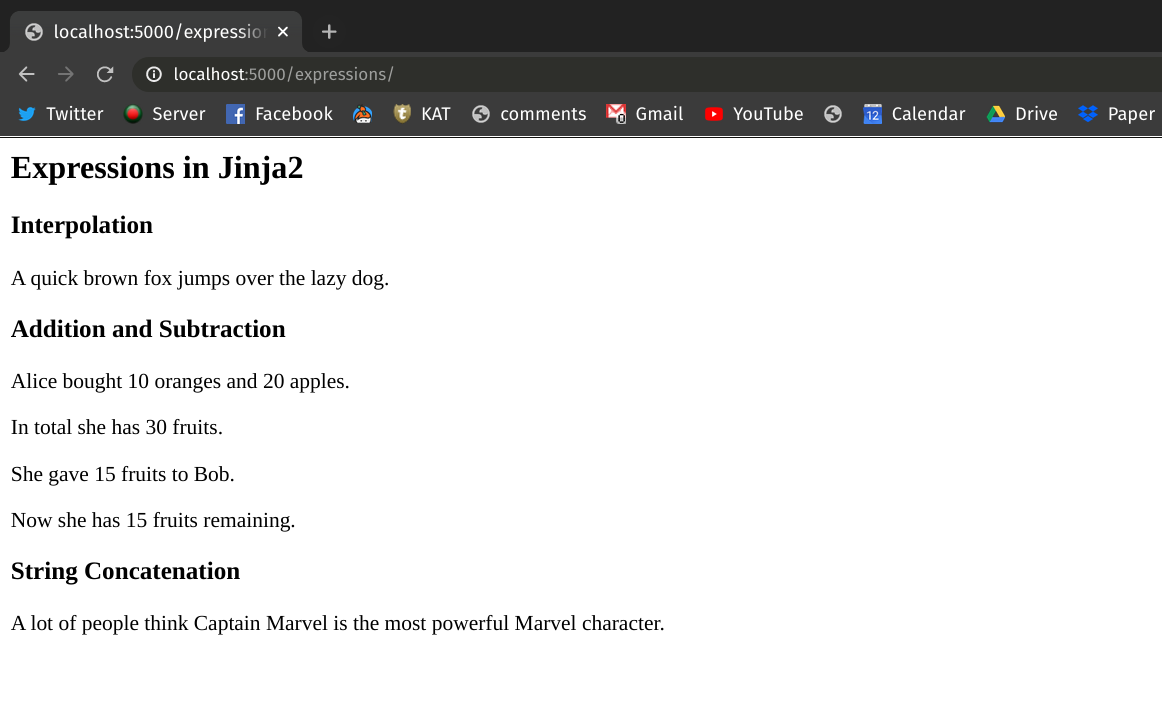 localhost:5000/expression
localhost:5000/expressions/
Twitter Server Facebook KAT comments Gmail YouTube 12 Calendar Drive Paper
Expressions in Jinja2
Interpolation
A quick brown fox jumps over the lazy dog.
Addition and Subtraction
Alice bought 10 oranges and 20 apples.
In total she has 30 fruits.
She gave 15 fruits to Bob.
Now she has 15 fruits remaining.
String Concatenation
A lot of people think Captain Marvel is the most powerful Marvel character.